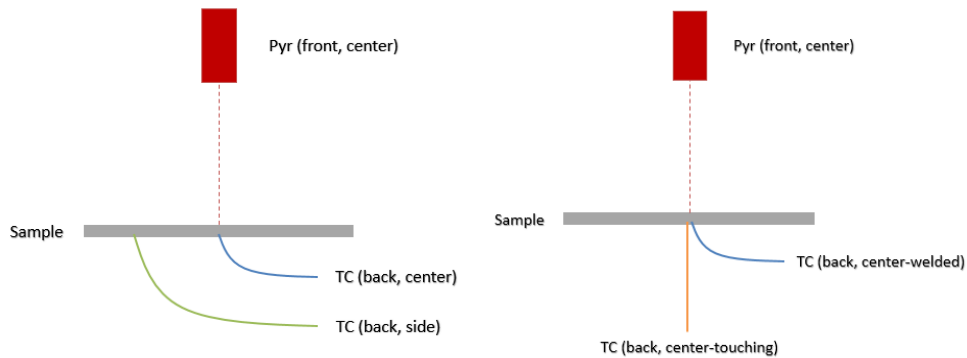 Pyr (front, center)
Sample
TC (back, center)
TC (back, side)
Pyr (front, center)
Sample
TC (back, center-welded)
TC (back, center-touching)